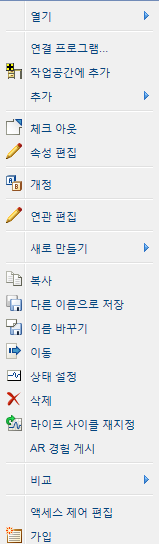 열기
연결 프로그램...
작업공간에 추가
추가
체크 아웃
속성 편집
개정
연관 편집
새로 만들기
복사
다른 이름으로 저장
이름 바꾸기
이동
상태 설정
삭제
라이프 사이클 재지정
AR 경험 게시
비교
액세스 제어 편집
가입